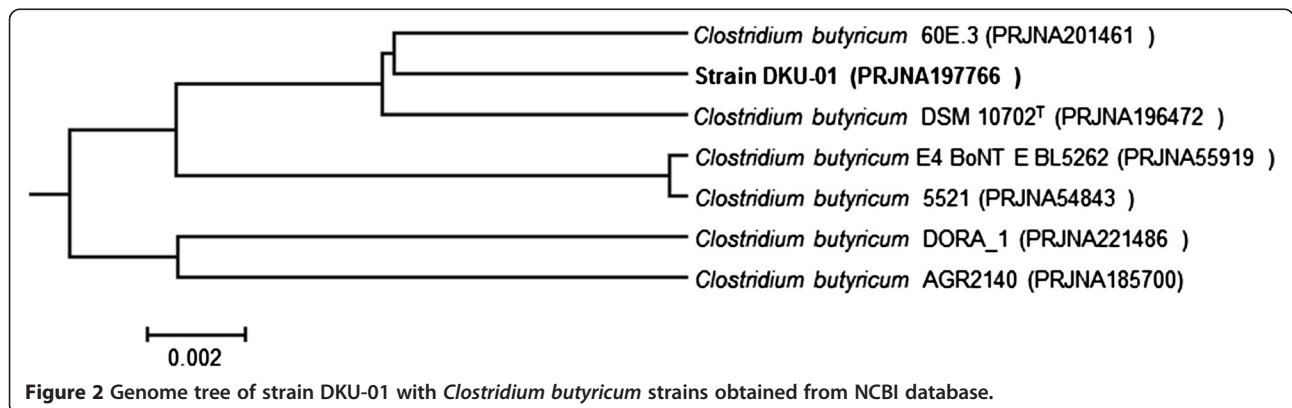 Clostridium butyricum 60E.3 (PRJNA201461 )
Strain DKU-01 (PRJNA197766 )
Clostridium butyricum DSM 10702ᵀ (PRJNA196472 )
Clostridium butyricum E4 BoNT E BL5262 (PRJNA55919 )
Clostridium butyricum 5521 (PRJNA54843 )
Clostridium butyricum DORA_1 (PRJNA221486 )
Clostridium butyricum AGR2140 (PRJNA185700)
0.002
Figure 2 Genome tree of strain DKU-01 with Clostridium butyricum strains obtained from NCBI database.